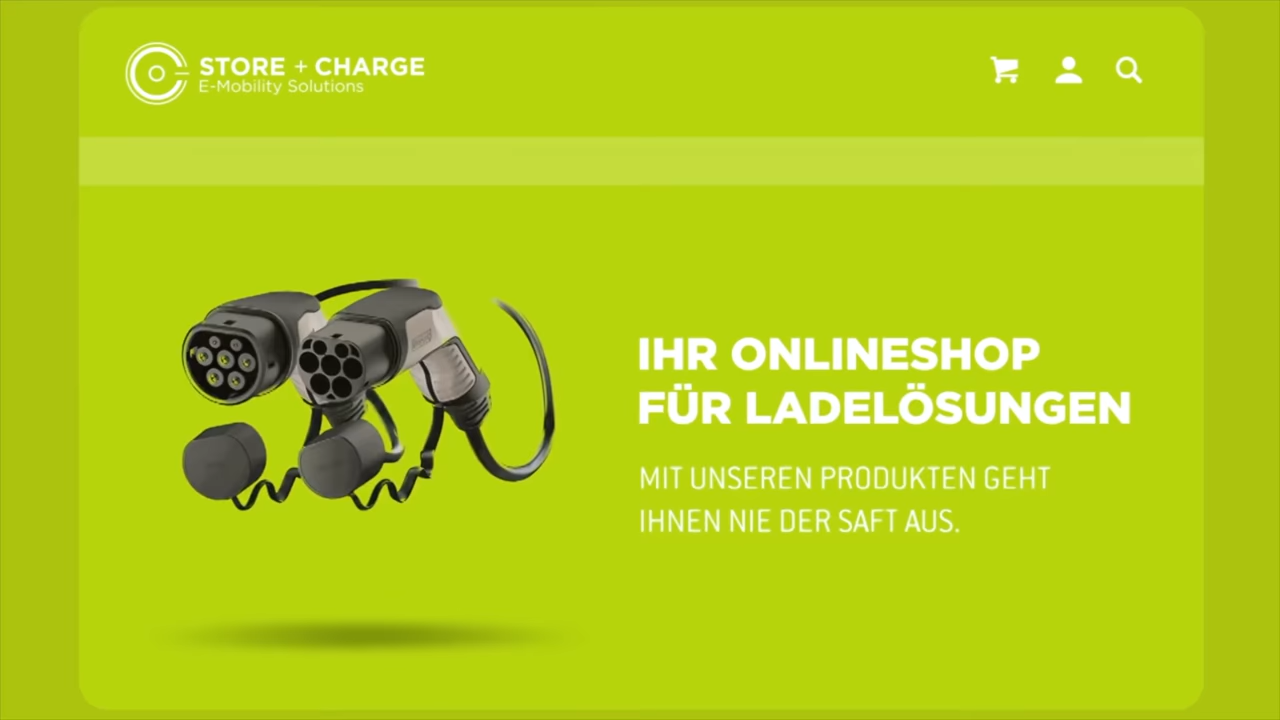 STORE + CHARGE
E-Mobility Solutions
IHR ONLINESHOP
FÜR LADELÖSUNGEN
MIT UNSEREN PRODUKTEN GEHT
IHNEN NIE DER SAFT AUS.